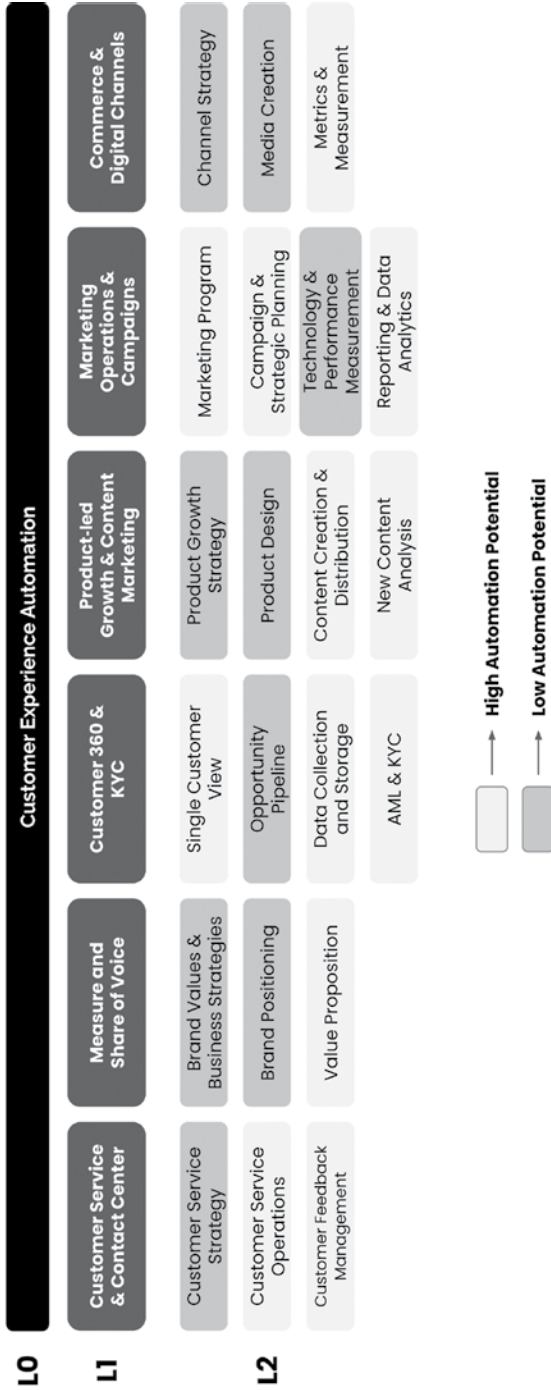 L0
Customer Experience Automation
L1
Customer Service
& Contact Center
Measure and
Share of Voice
Customer 360 &
KYC
Product-led
Growth & Content
Marketing
Marketing
Operations &
Campaigns
Commerce &
Digital Channels
L2
Customer Service
Strategy
Customer Service
Operations
Customer Feedback
Management
Brand Values &
Business Strategies
Brand Positioning
Value Proposition
Single Customer
View
Opportunity
Pipeline
Data Collection
and Storage
AML & KYC
Product Growth
Strategy
Product Design
Content Creation &
Distribution
New Content
Analysis
Marketing Program
Campaign &
Strategic Planning
Technology &
Performance
Measurement
Reporting & Data
Analytics
Channel Strategy
Media Creation
Metrics &
Measurement
High Automation Potential
Low Automation Potential